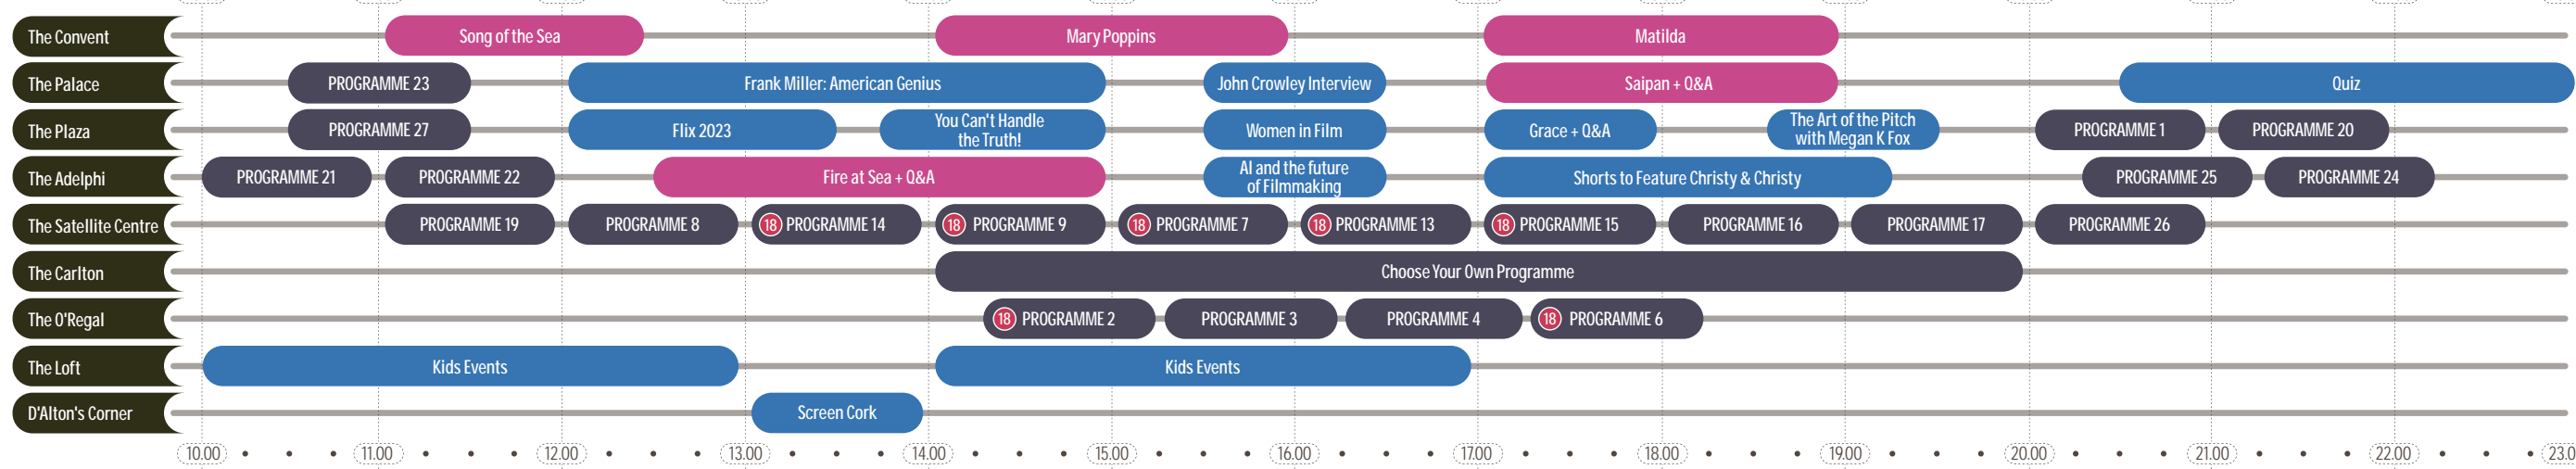 The Convent
Song of the Sea
Mary Poppins
Matilda
The Palace
PROGRAMME 23
Frank Miller: American Genius
John Crowley Interview
Saipan + Q&A
Quiz
The Plaza
PROGRAMME 27
Flix 2023
You Can't Handle
the Truth!
Women in Film
Grace + Q&A
The Art of the Pitch
with Megan K Fox
PROGRAMME 1
PROGRAMME 20
The Adelphi
PROGRAMME 21
PROGRAMME 22
Fire at Sea + Q&A
AI and the future
of Filmmaking
Shorts to Feature Christy & Christy
PROGRAMME 25
PROGRAMME 24
The Satellite Centre
PROGRAMME 19
PROGRAMME 8
18 PROGRAMME 14
18 PROGRAMME 9
18 PROGRAMME 7
18 PROGRAMME 13
18 PROGRAMME 15
PROGRAMME 16
PROGRAMME 17
PROGRAMME 26
The Carlton
Choose Your Own Programme
The O'Regal
18 PROGRAMME 2
PROGRAMME 3
PROGRAMME 4
18 PROGRAMME 6
The Loft
Kids Events
Kids Events
D'Alton's Corner
Screen Cork
10.00 11.00 12.00 13.00 14.00 15.00 16.00 17.00 18.00 19.00 20.00 21.00 22.00 23.0